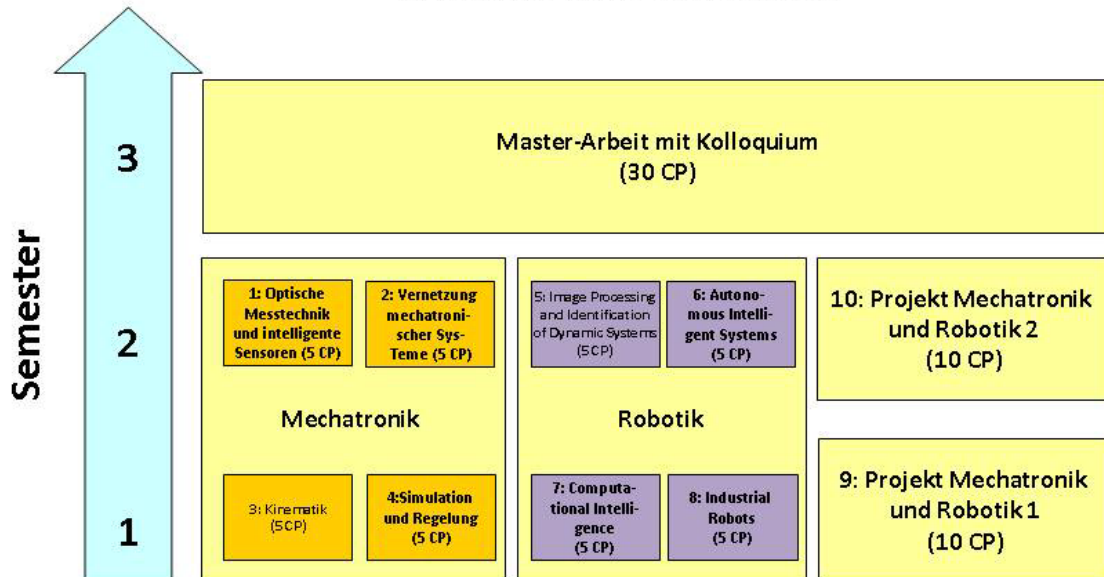 Semester
3
Master-Arbeit mit Kolloquium
(30 CP)
2
1: Optische
Messtechnik
und intelligente
Sensoren (5 CP)
2: Vernetzung
mechatroni-
scher Sys-
Teme (5 CP)
5: Image Processing
and Identification
of Dynamic Systems
(5CP)
6: Autono-
mous Intelli-
gent Systems
(5 CP)
10: Projekt Mechatronik
und Robotik 2
(10 CP)
Mechatronik
Robotik
1
3: Kinematik
(5CP)
4:Simulation
und Regelung
(5 CP)
7: Computa-
tional Intelli-
gence
(5 CP)
8: Industrial
Robots
(5 CP)
9: Projekt Mechatronik
und Robotik 1
(10 CP)